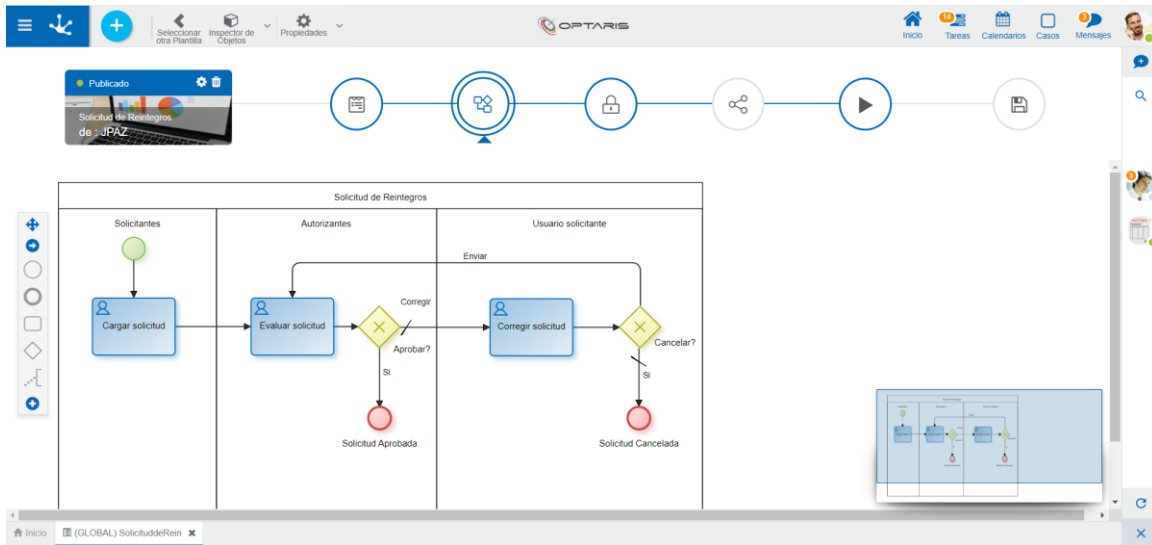 Seleccionar
otra Plantilla
Inspector de
Objetos
Propiedades
OPTARIS
Inicio
14
Tareas
Calendarios
Casos
3
Mensajes
Publicado
Solicitud de Reintegros
de : JPAZ
Solicitud de Reintegros
Solicitantes
Autorizantes
Usuario solicitante
Enviar
Cargar solicitud
Evaluar solicitud
Corregir
Aprobar?
Corregir solicitud
Cancelar?
Si
Si
Solicitud Aprobada
Solicitud Cancelada
3
Inicio
(GLOBAL) SolicituddeRein